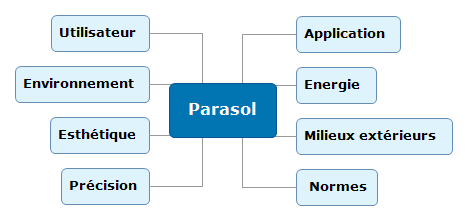 Utilisateur
Application
Environnement
Energie
Parasol
Esthétique
Milieux extérieurs
Précision
Normes